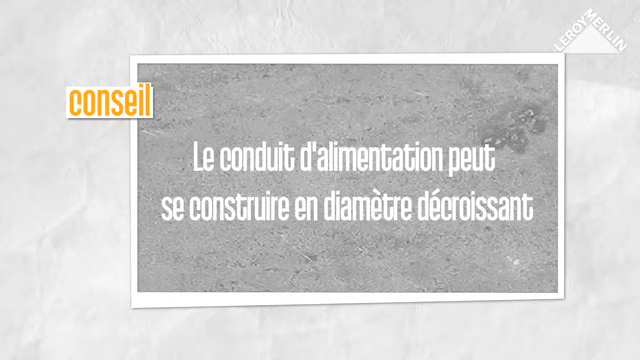 LEROY MERLIN
conseil
Le conduit d'alimentation peut
se construire en diamètre décroissant